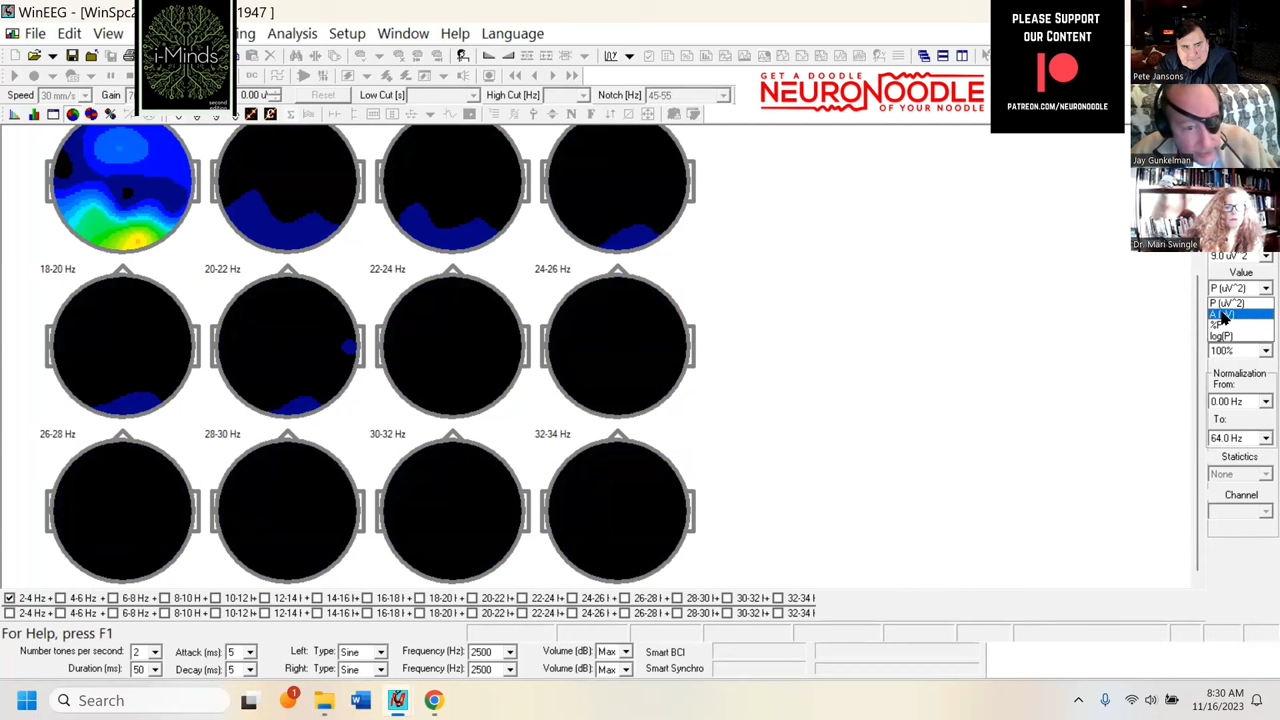 WinEEG - [WinSpc2
1947 ]
File Edit View
ing Analysis Setup Window Help Language
i-Minds
second edition
Speed 30 mm/s Gain
0.00 u Reset Low Cut [s] High Cut [Hz] Notch [Hz] 45-55
GET A DOODLE
NEURONOODLE
OF YOUR NOODLE
PLEASE SUPPORT
OUR CONTENT
PATREON.COM/NEURONOODLE
Pete Jansons
Jay Gunkelman
Dr. Mari Swingle
18-20 Hz 20-22 Hz 22-24 Hz 24-26 Hz
26-28 Hz 28-30 Hz 30-32 Hz 32-34 Hz
9.0 uV^2
Value
P (uV^2)
P (uV^2)
log(P)
100%
Normalization
From:
0.00 Hz
To:
64.0 Hz
Statictics
None
Channel
2-4 Hz + 4-6 Hz + 6-8 Hz + 8-10 H+ 10-12 H+ 12-14 H+ 14-16 H+ 16-18 H+ 18-20 H+ 20-22 H+ 22-24 H+ 24-26 H+ 26-28 H+ 28-30 H+ 30-32 H+ 32-34 H
2-4 Hz + 4-6 Hz + 6-8 Hz + 8-10 H+ 10-12 H+ 12-14 H+ 14-16 H+ 16-18 H+ 18-20 H+ 20-22 H+ 22-24 H+ 24-26 H+ 26-28 H+ 28-30 H+ 30-32 H+ 32-34 H
For Help, press F1
Number tones per second: 2 Attack (ms): 5 Left: Type: Sine Frequency (Hz): 2500 Volume (dB): Max Smart BCI
Duration (ms): 50 Decay (ms): 5 Right: Type: Sine Frequency (Hz): 2500 Volume (dB): Max Smart Synchro
Search
1
8:30 AM
11/16/2023